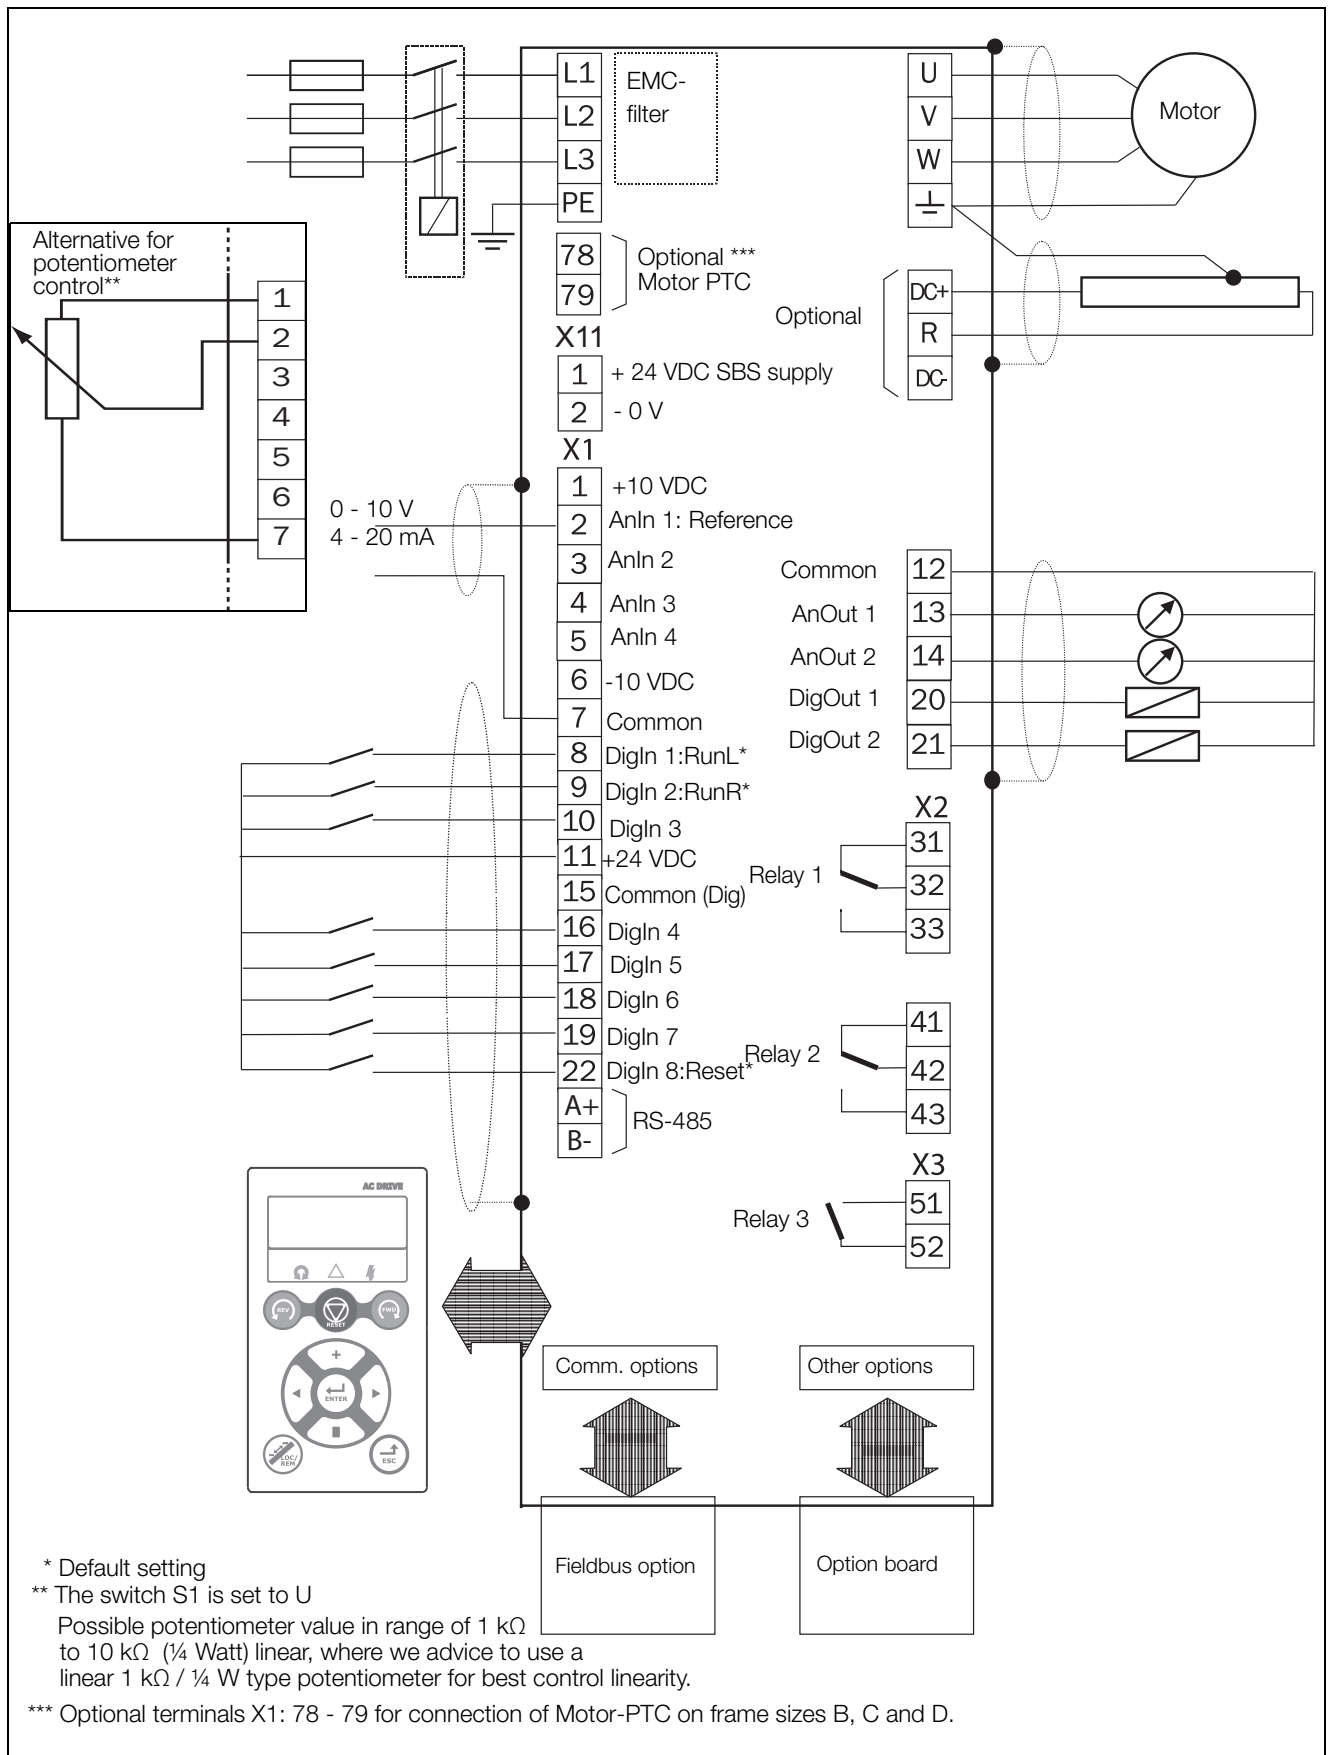 L1
L2
L3
PE
EMC-
filter
U
V
W
Motor
78
79
Optional ***
Motor PTC
Alternative for
potentiometer
control**
1
2
3
4
5
6
7
Optional
DC+
R
DC-
X11
1 + 24 VDC SBS supply
2 - 0 V
X1
1 +10 VDC
0 - 10 V
4 - 20 mA
2 AnIn 1: Reference
3 AnIn 2
4 AnIn 3
5 AnIn 4
6 -10 VDC
7 Common
8 DigIn 1:RunL*
9 DigIn 2:RunR*
10 DigIn 3
11 +24 VDC
15 Common (Dig)
16 DigIn 4
17 DigIn 5
18 DigIn 6
19 DigIn 7
22 DigIn 8:Reset*
A+
B-
RS-485
Common 12
AnOut 1 13
AnOut 2 14
DigOut 1 20
DigOut 2 21
X2
Relay 1
31
32
33
Relay 2
41
42
43
X3
Relay 3
51
52
AC DRIVE
REV
RESET
FWD
+
ENTER
LOC/
REM
ESC
Comm. options
Other options
Fieldbus option
Option board
* Default setting
** The switch S1 is set to U
Possible potentiometer value in range of 1 kΩ
to 10 kΩ (¼ Watt) linear, where we advice to use a
linear 1 kΩ / ¼ W type potentiometer for best control linearity.
*** Optional terminals X1: 78 - 79 for connection of Motor-PTC on frame sizes B, C and D.